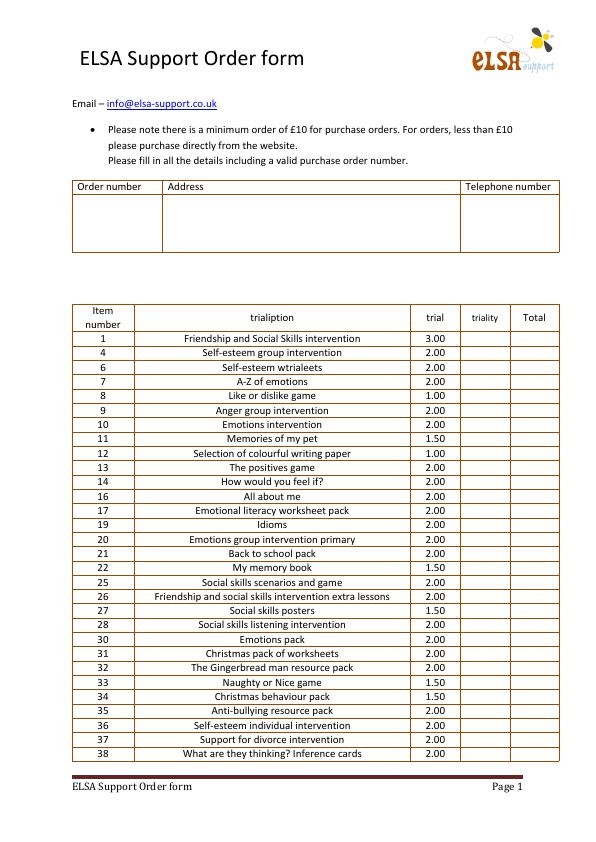 ELSA Support Order form
ELSA support
Email – info@elsa-support.co.uk
• Please note there is a minimum order of £10 for purchase orders. For orders, less than £10
please purchase directly from the website.
Please fill in all the details including a valid purchase order number.
Order number Address Telephone number
Item number trialiption trial triality Total
1 Friendship and Social Skills intervention 3.00
4 Self-esteem group intervention 2.00
6 Self-esteem wtrialeets 2.00
7 A-Z of emotions 2.00
8 Like or dislike game 1.00
9 Anger group intervention 2.00
10 Emotions intervention 2.00
11 Memories of my pet 1.50
12 Selection of colourful writing paper 1.00
13 The positives game 2.00
14 How would you feel if? 2.00
16 All about me 2.00
17 Emotional literacy worksheet pack 2.00
19 Idioms 2.00
20 Emotions group intervention primary 2.00
21 Back to school pack 2.00
22 My memory book 1.50
25 Social skills scenarios and game 2.00
26 Friendship and social skills intervention extra lessons 2.00
27 Social skills posters 1.50
28 Social skills listening intervention 2.00
30 Emotions pack 2.00
31 Christmas pack of worksheets 2.00
32 The Gingerbread man resource pack 2.00
33 Naughty or Nice game 1.50
34 Christmas behaviour pack 1.50
35 Anti-bullying resource pack 2.00
36 Self-esteem individual intervention 2.00
37 Support for divorce intervention 2.00
38 What are they thinking? Inference cards 2.00
ELSA Support Order form Page 1